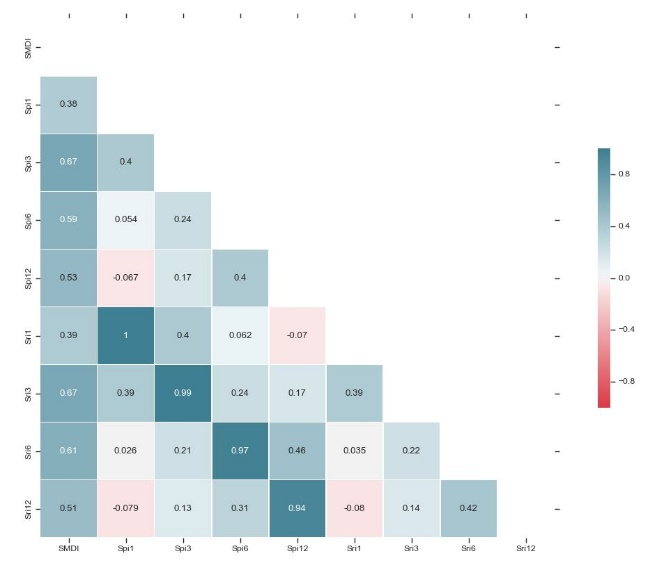 SMDI
Spi1 0.38
Spi3 0.67 0.4
Spi6 0.59 0.054 0.24
Spi12 0.53 -0.067 0.17 0.4
Sri1 0.39 1 0.4 0.062 -0.07
Sri3 0.67 0.39 0.99 0.24 0.17 0.39
Sri6 0.61 0.026 0.21 0.97 0.46 0.035 0.22
Sri12 0.51 -0.079 0.13 0.31 0.94 -0.08 0.14 0.42
SMDI Spi1 Spi3 Spi6 Spi12 Sri1 Sri3 Sri6 Sri12
0.8
0.4
0.0
−0.4
−0.8